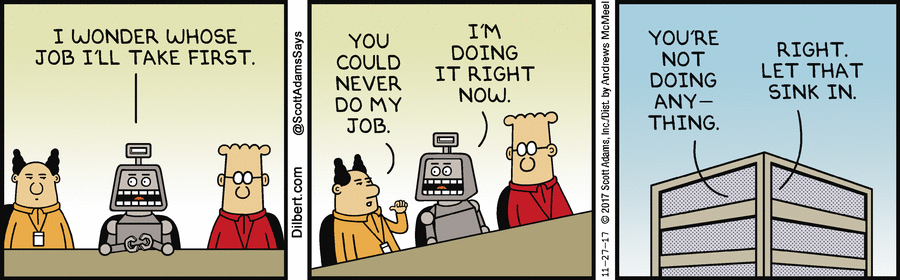 I WONDER WHOSE
JOB I'LL TAKE FIRST.
Dilbert.com @ScottAdamsSays
YOU
COULD
NEVER
DO MY
JOB.
I'M
DOING
IT RIGHT
NOW.
11-27-17 © 2017 Scott Adams, Inc./Dist. by Andrews McMeel
YOU'RE
NOT
DOING
ANY—
THING.
RIGHT.
LET THAT
SINK IN.